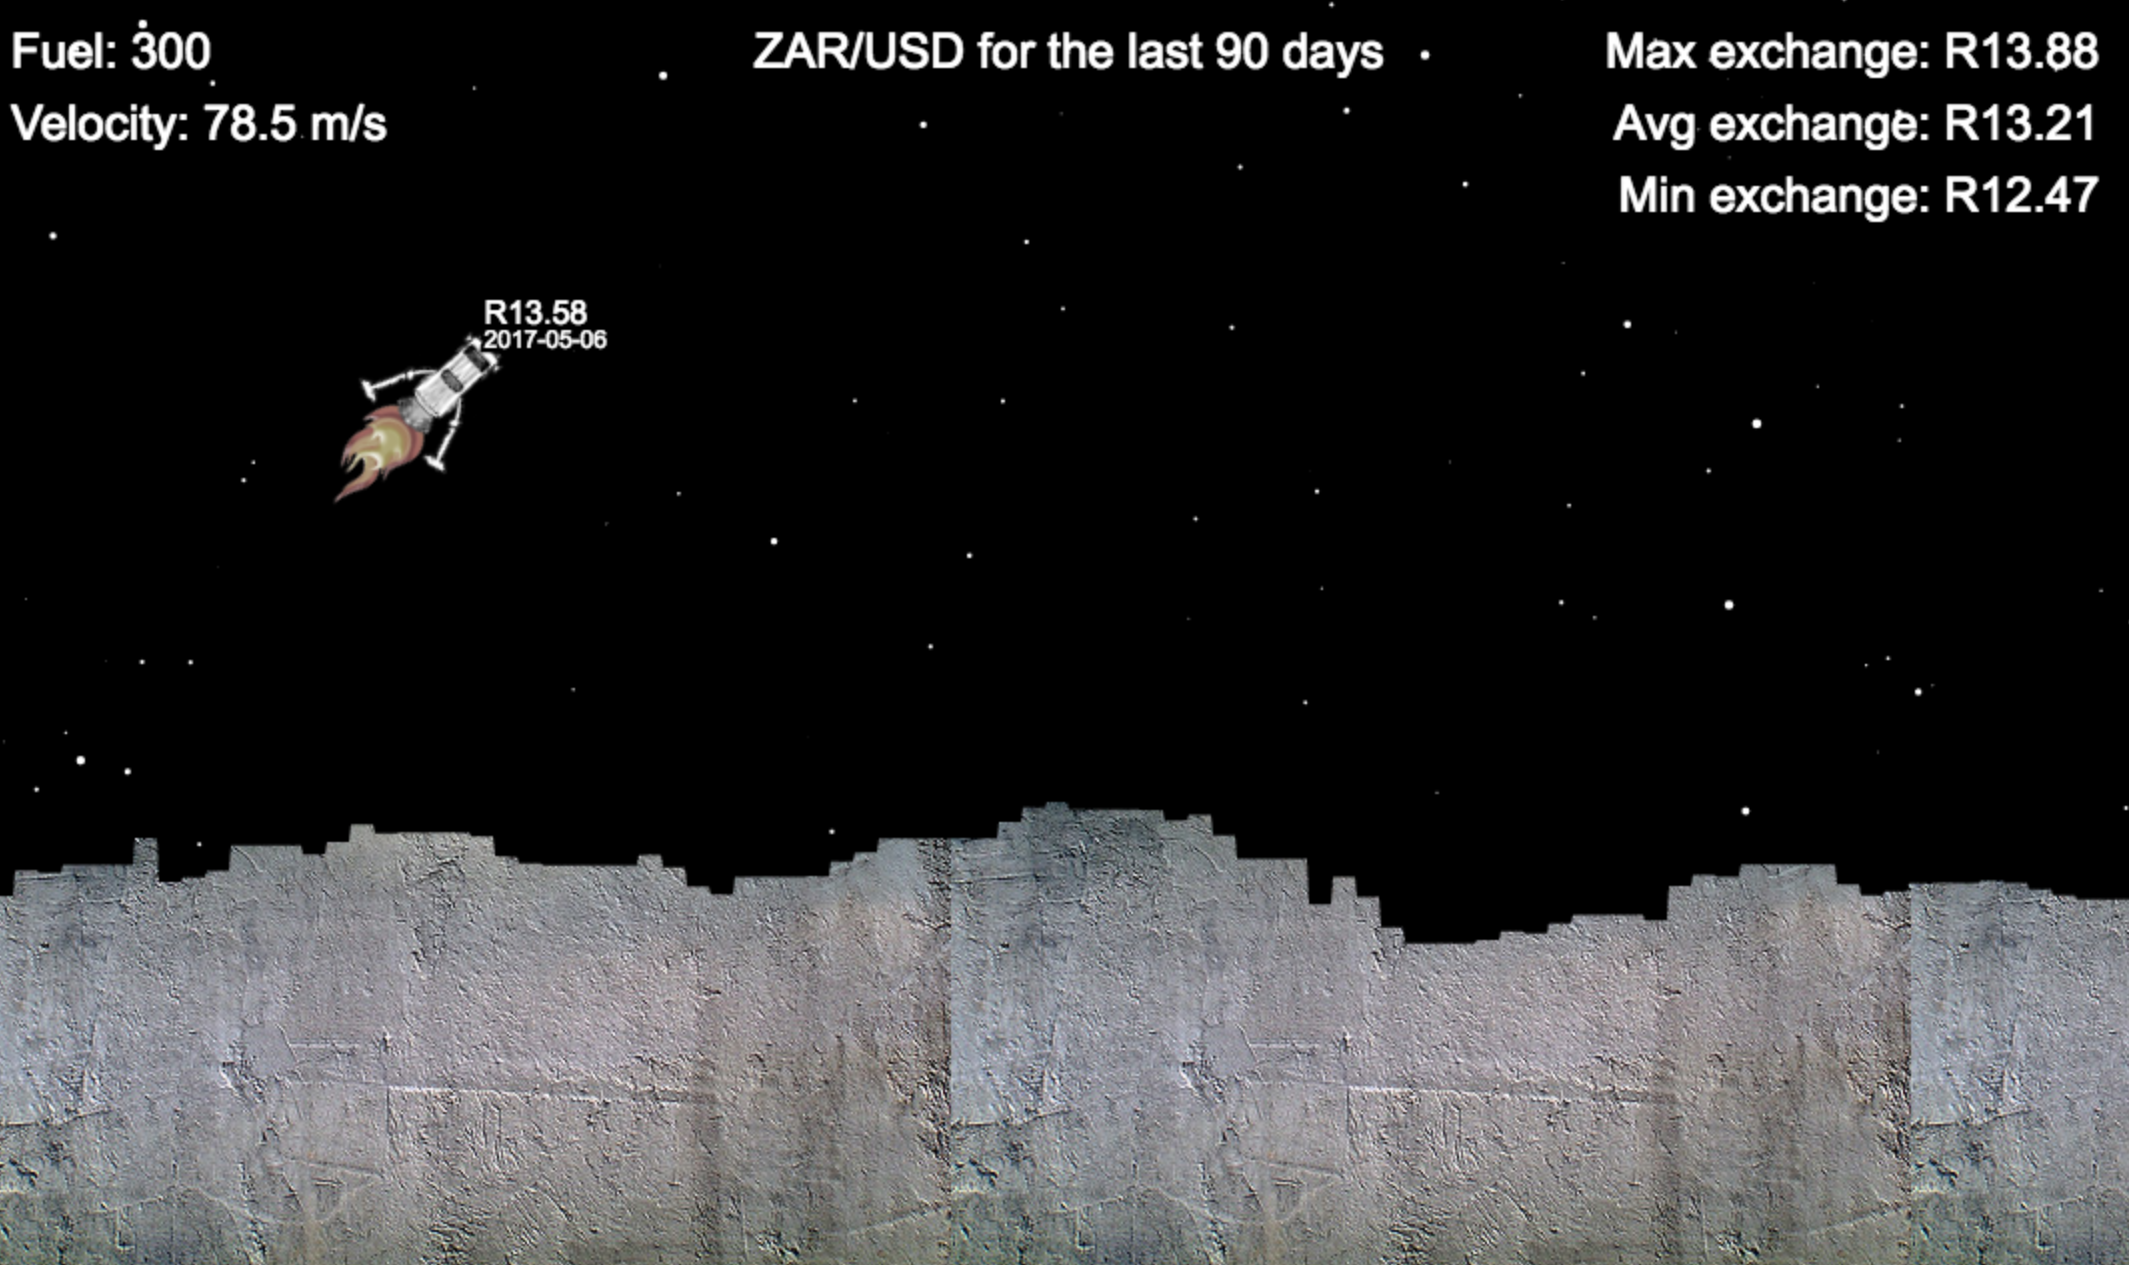 Fuel: 300
Velocity: 78.5 m/s
ZAR/USD for the last 90 days
Max exchange: R13.88
Avg exchange: R13.21
Min exchange: R12.47
R13.58
2017-05-06